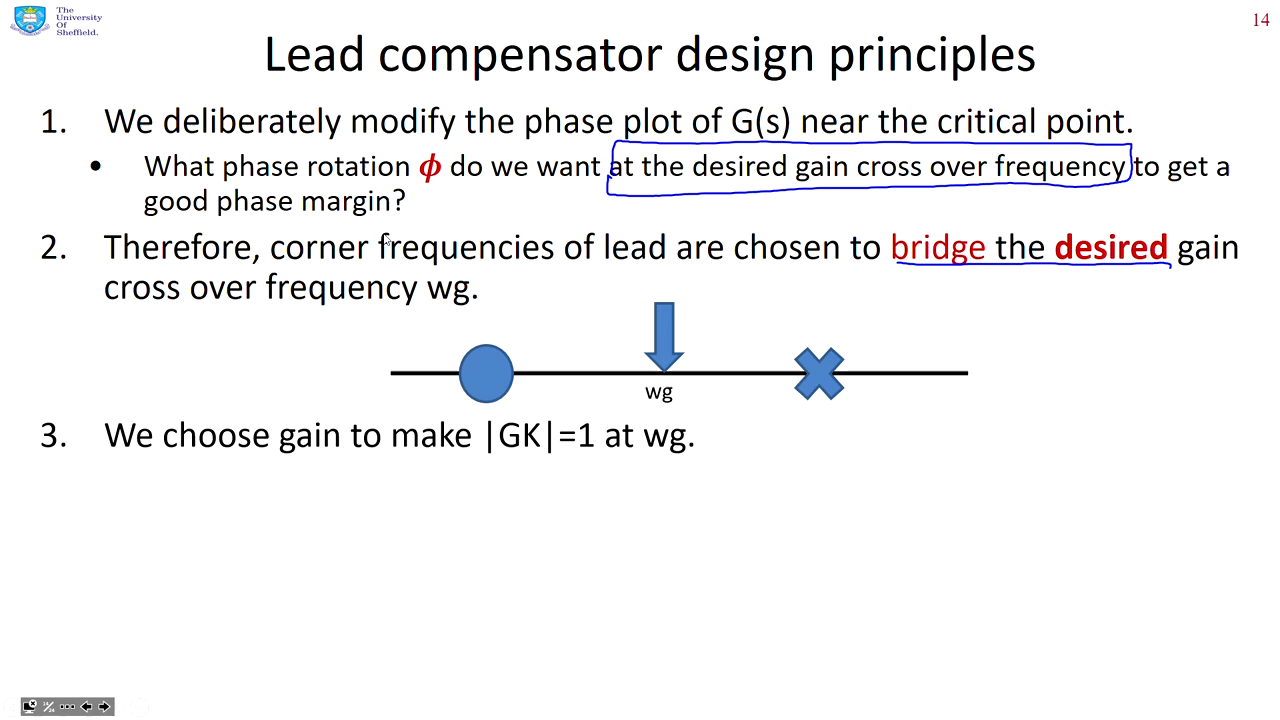 The
University
Of
Sheffield.
14
Lead compensator design principles
1. We deliberately modify the phase plot of G(s) near the critical point.
• What phase rotation ϕ do we want at the desired gain cross over frequency to get a
good phase margin?
2. Therefore, corner frequencies of lead are chosen to bridge the desired gain
cross over frequency wg.
wg
3. We choose gain to make |GK|=1 at wg.